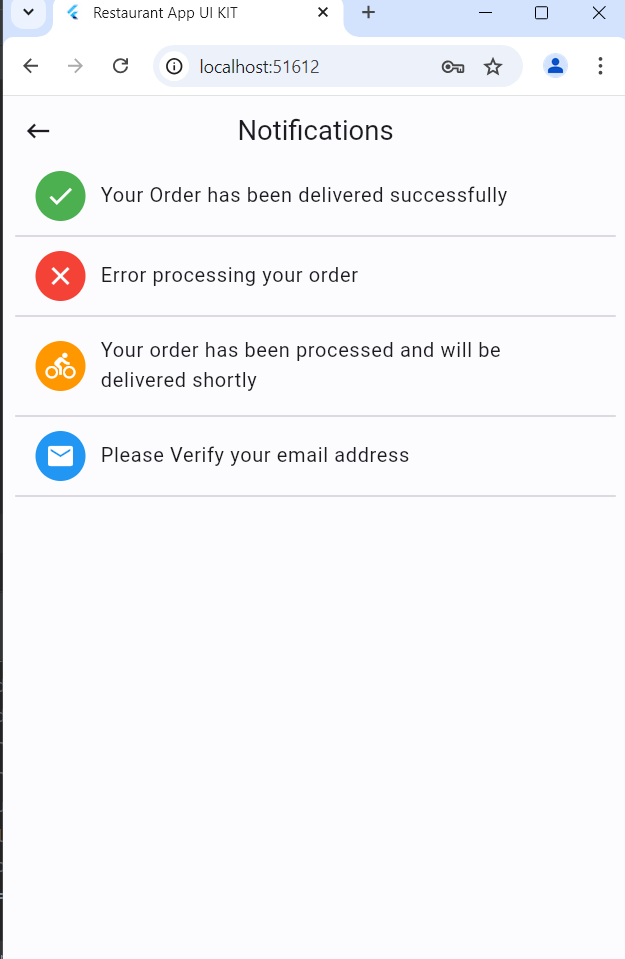 Restaurant App UI KIT
localhost:51612
Notifications
Your Order has been delivered successfully
Error processing your order
Your order has been processed and will be
delivered shortly
Please Verify your email address